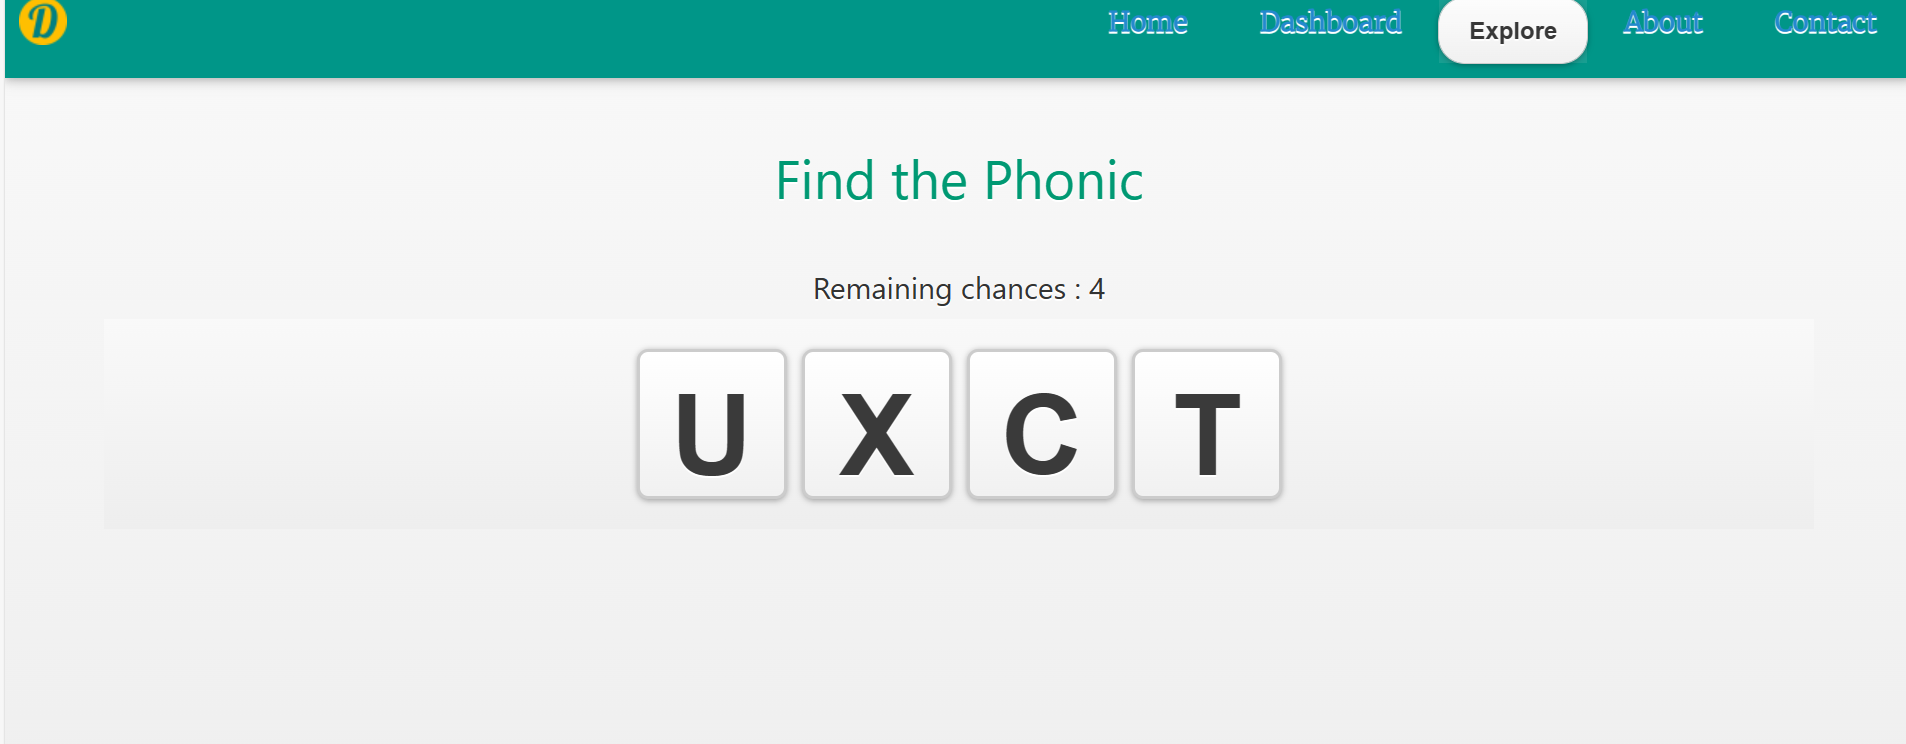 D
Home Dashboard Explore About Contact
Find the Phonic
Remaining chances : 4
U X C T